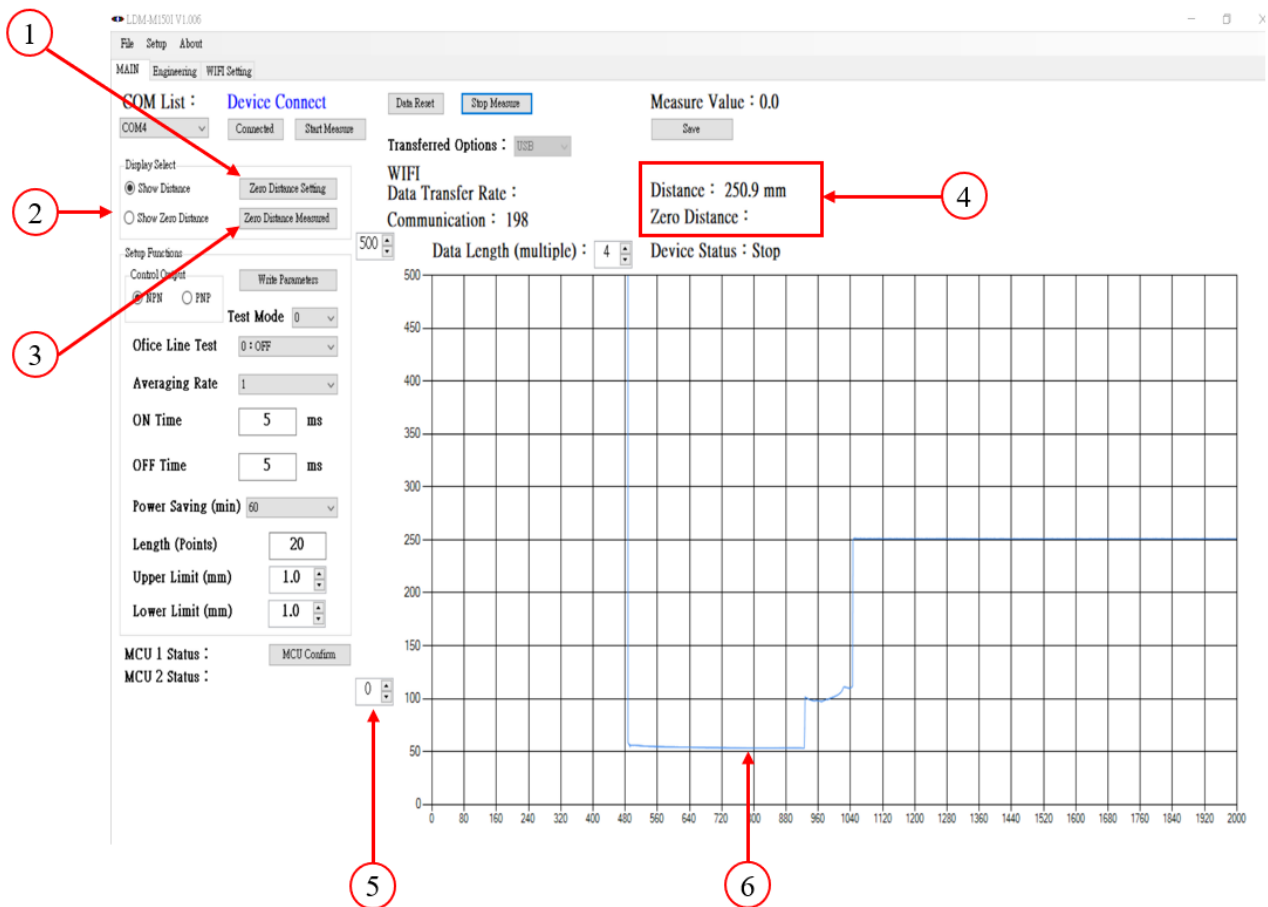 LDM-M150I V1.006
1
File Setup About
MAIN Engineering WIFI Setting
COM List： Device Connect Data Reset Stop Measure Measure Value：0.0
COM4 Connected Start Measure Save
Transferred Options： USB
Display Select
WIFI
Show Distance Zero Distance Setting
Data Transfer Rate： Distance： 250.9 mm 4
2
Show Zero Distance Zero Distance Measured
Communication： 198 Zero Distance：
500 Data Length (multiple)： 4 Device Status：Stop
Setup Functions
Control Output Write Parameters
NPN PNP
Test Mode 0
3
Ofice Line Test 0：OFF
Averaging Rate 1
ON Time 5 ms
OFF Time 5 ms
Power Saving (min) 60
Length (Points) 20
Upper Limit (mm) 1.0
Lower Limit (mm) 1.0
MCU 1 Status： MCU Confirm
MCU 2 Status：
0
500
450
400
350
300
250
200
150
100
50
0
0 80 160 240 320 400 480 560 640 720 800 880 960 1040 1120 1200 1280 1360 1440 1520 1600 1680 1760 1840 1920 2000
5 6